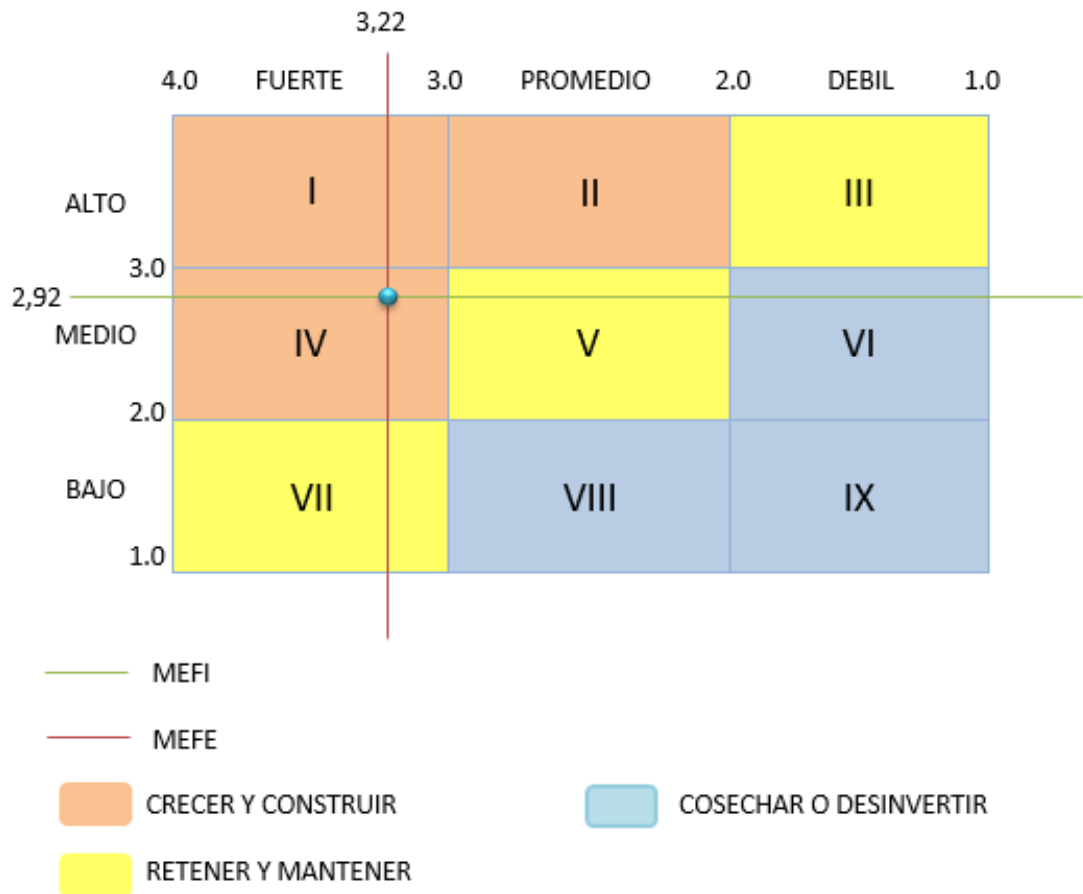 3,22
4.0 FUERTE 3.0 PROMEDIO 2.0 DEBIL 1.0
I II III
ALTO
3.0
2,92
MEDIO
IV V VI
2.0
BAJO
VII VIII IX
1.0
MEFI
MEFE
CRECER Y CONSTRUIR COSECHAR O DESINVERTIR
RETENER Y MANTENER